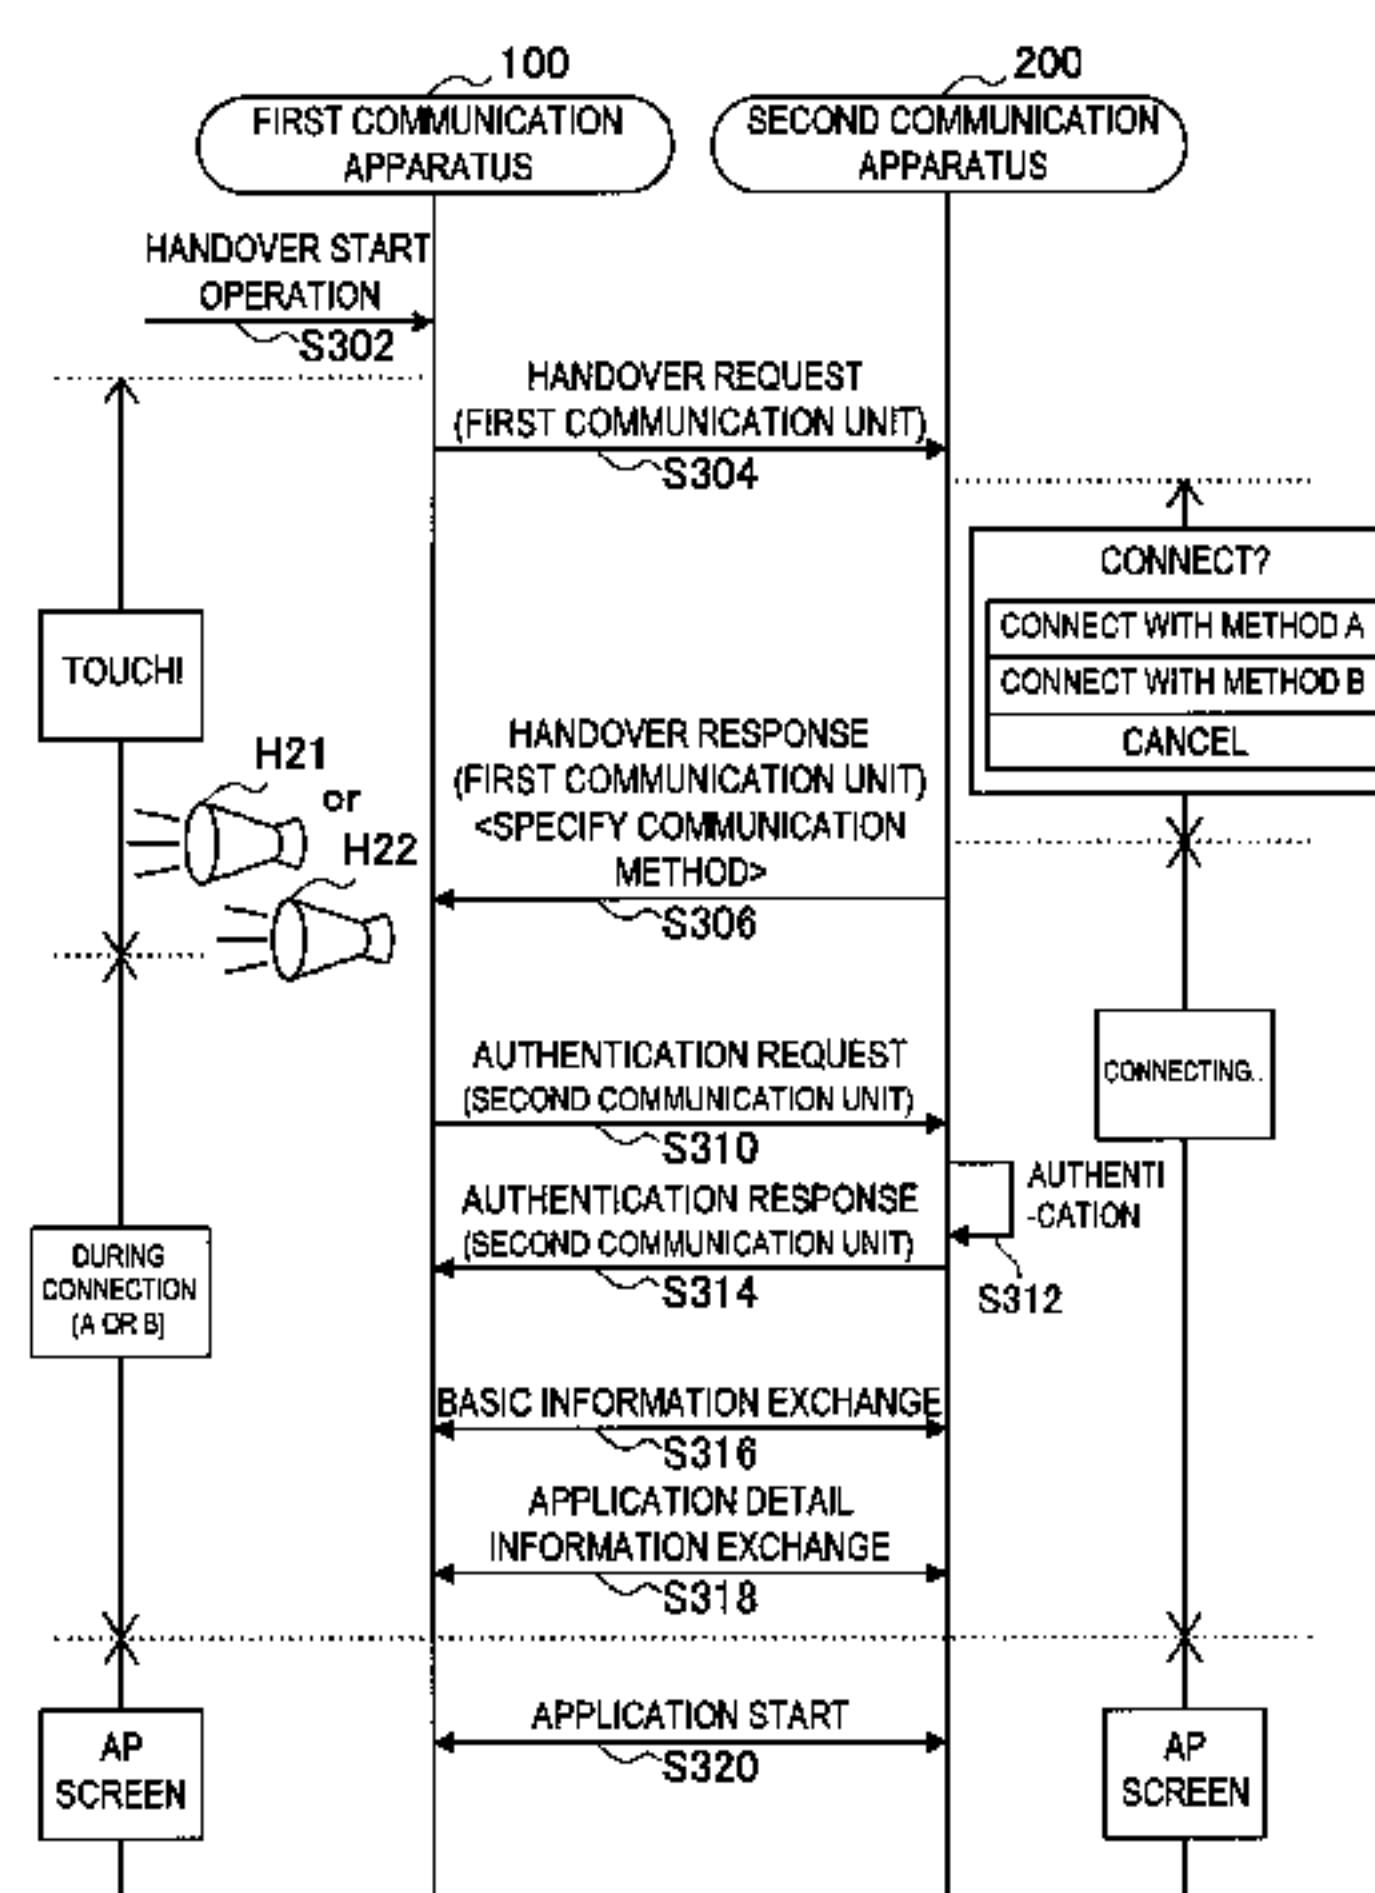 100
200
FIRST COMMUNICATION
APPARATUS
SECOND COMMUNICATION
APPARATUS
HANDOVER START
OPERATION
S302
HANDOVER REQUEST
(FIRST COMMUNICATION UNIT)
S304
CONNECT?
CONNECT WITH METHOD A
CONNECT WITH METHOD B
CANCEL
TOUCH!
H21
or
H22
HANDOVER RESPONSE
(FIRST COMMUNICATION UNIT)
<SPECIFY COMMUNICATION
METHOD>
S306
AUTHENTICATION REQUEST
(SECOND COMMUNICATION UNIT)
S310
CONNECTING..
AUTHENTI
-CATION
S312
AUTHENTICATION RESPONSE
(SECOND COMMUNICATION UNIT)
S314
DURING
CONNECTION
(A OR B)
BASIC INFORMATION EXCHANGE
S316
APPLICATION DETAIL
INFORMATION EXCHANGE
S318
APPLICATION START
S320
AP
SCREEN
AP
SCREEN